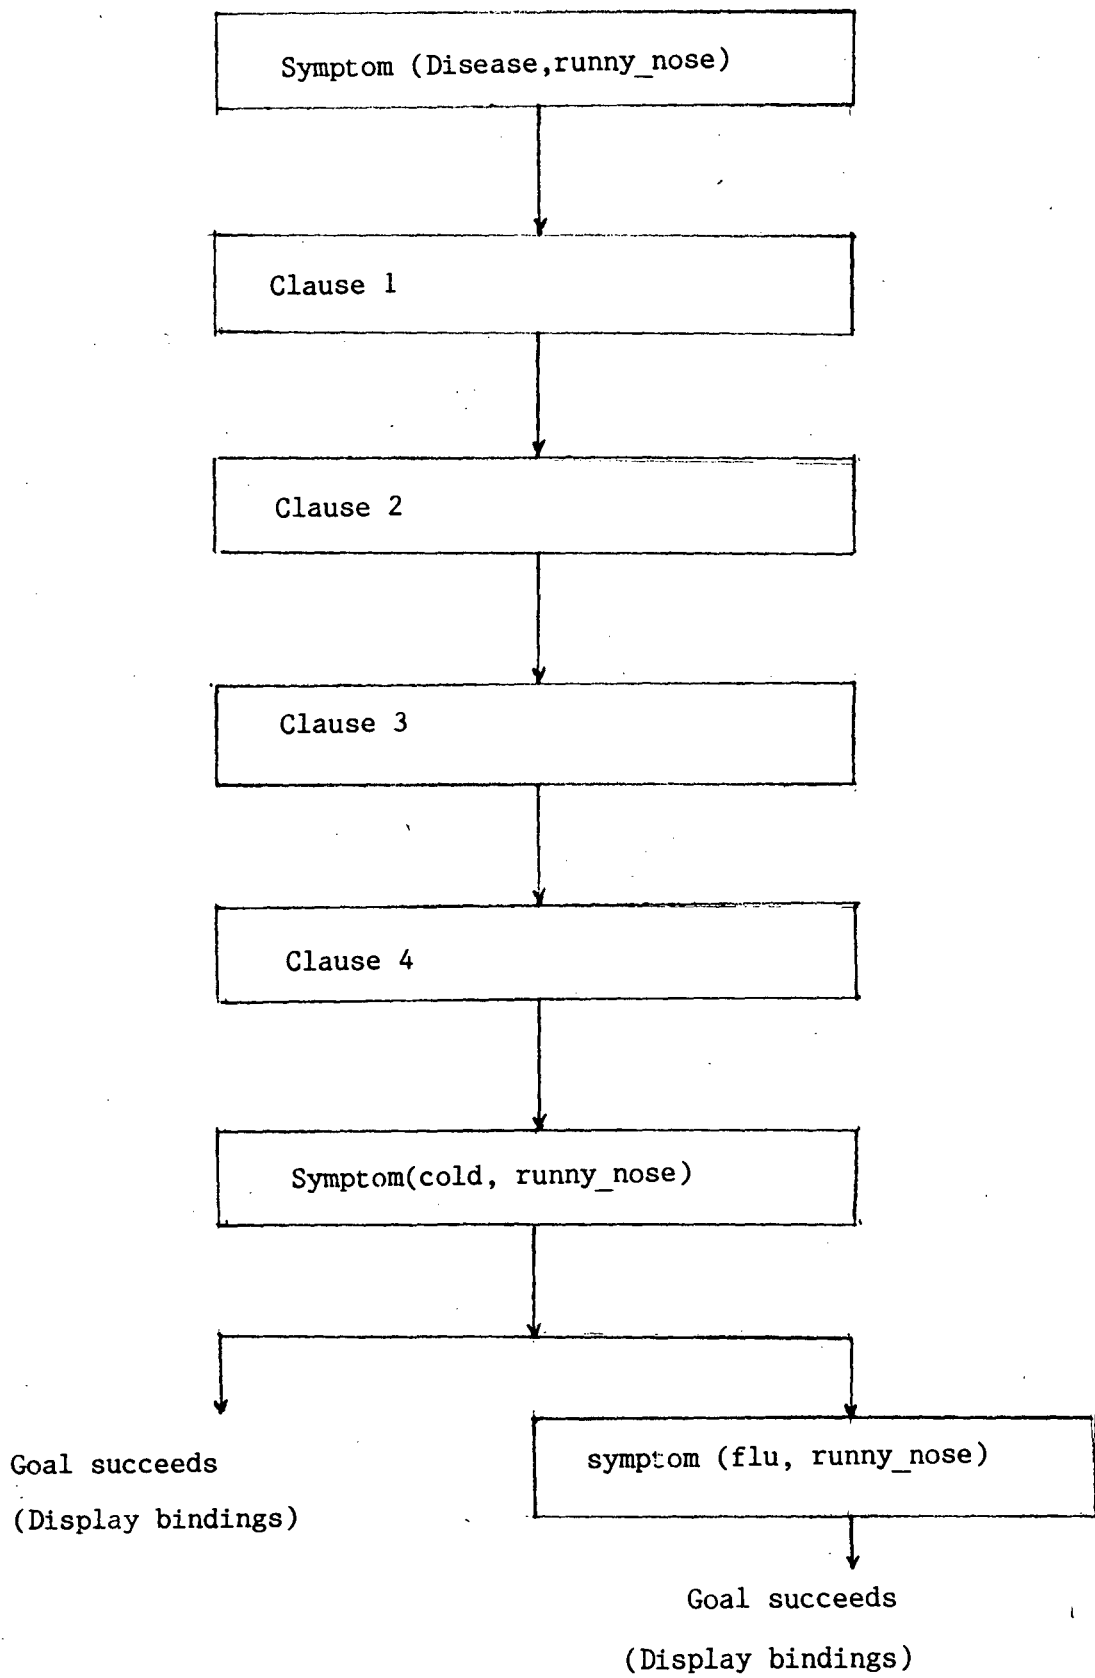 Symptom (Disease,runny_nose)
Clause 1
Clause 2
Clause 3
Clause 4
Symptom(cold, runny_nose)
Goal succeeds
(Display bindings)
symptom (flu, runny_nose)
Goal succeeds
(Display bindings)